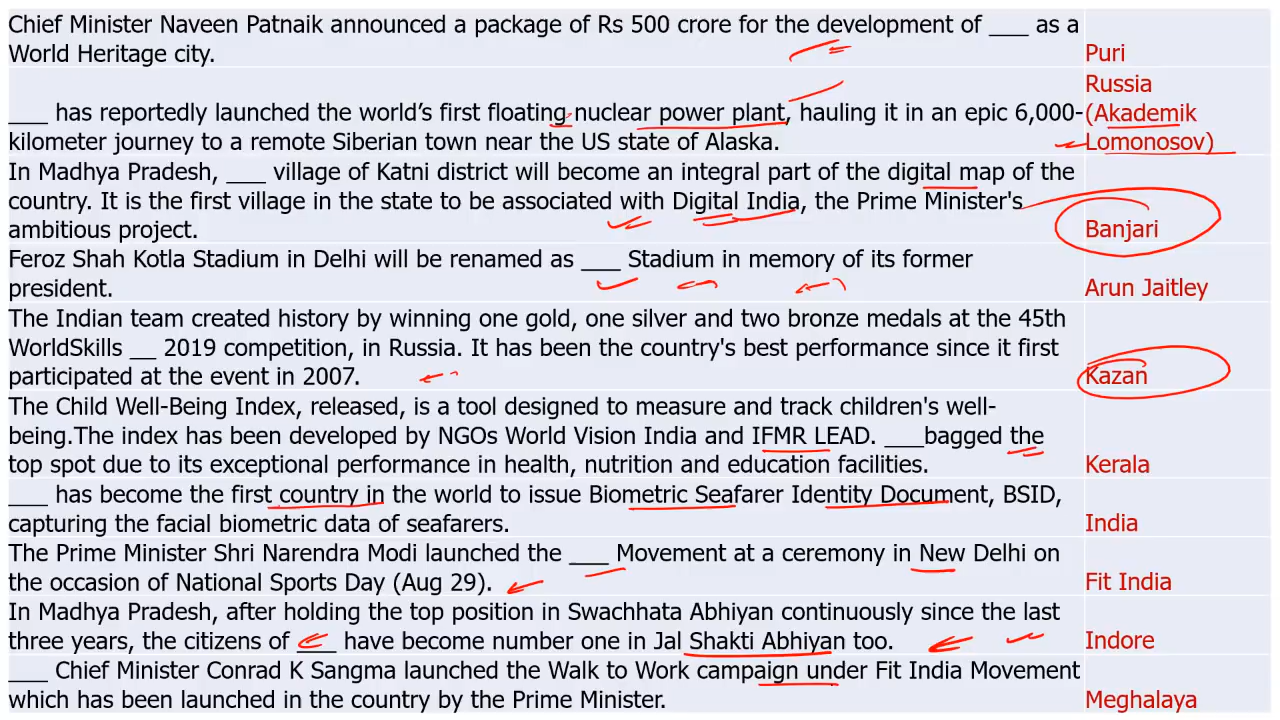 Chief Minister Naveen Patnaik announced a package of Rs 500 crore for the development of ___ as a
World Heritage city.
Puri
___ has reportedly launched the world’s first floating nuclear power plant, hauling it in an epic 6,000-
kilometer journey to a remote Siberian town near the US state of Alaska.
Russia
(Akademik
Lomonosov)
In Madhya Pradesh, ___ village of Katni district will become an integral part of the digital map of the
country. It is the first village in the state to be associated with Digital India, the Prime Minister's
ambitious project.
Banjari
Feroz Shah Kotla Stadium in Delhi will be renamed as ___ Stadium in memory of its former
president.
Arun Jaitley
The Indian team created history by winning one gold, one silver and two bronze medals at the 45th
WorldSkills __ 2019 competition, in Russia. It has been the country's best performance since it first
participated at the event in 2007.
Kazan
The Child Well-Being Index, released, is a tool designed to measure and track children's well-
being.The index has been developed by NGOs World Vision India and IFMR LEAD. ___bagged the
top spot due to its exceptional performance in health, nutrition and education facilities.
Kerala
___ has become the first country in the world to issue Biometric Seafarer Identity Document, BSID,
capturing the facial biometric data of seafarers.
India
The Prime Minister Shri Narendra Modi launched the ___ Movement at a ceremony in New Delhi on
the occasion of National Sports Day (Aug 29).
Fit India
In Madhya Pradesh, after holding the top position in Swachhata Abhiyan continuously since the last
three years, the citizens of ___ have become number one in Jal Shakti Abhiyan too.
Indore
___ Chief Minister Conrad K Sangma launched the Walk to Work campaign under Fit India Movement
which has been launched in the country by the Prime Minister.
Meghalaya